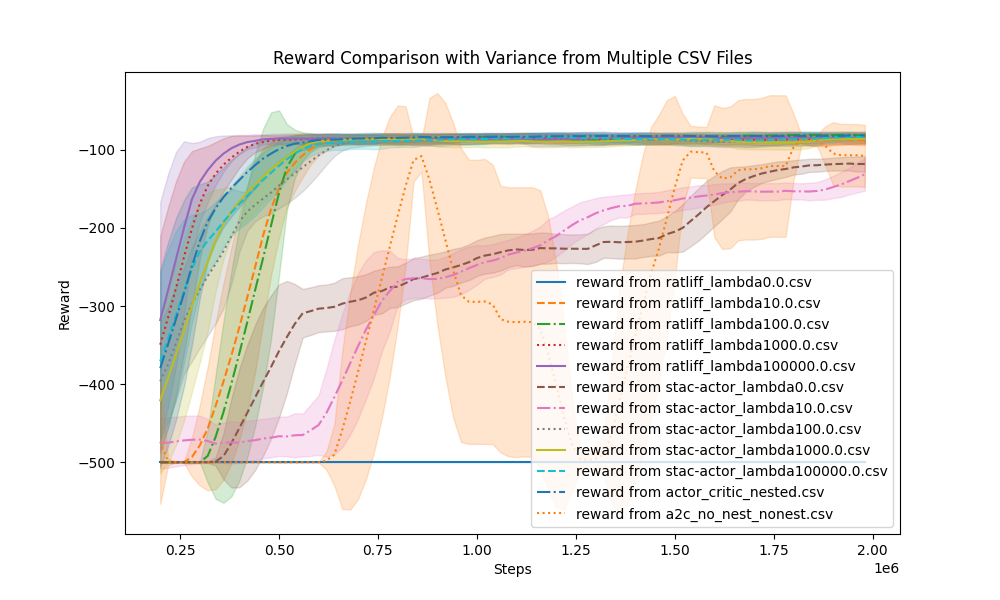 Reward Comparison with Variance from Multiple CSV Files
Reward
−100
−200
−300
−400
−500
reward from ratliff_lambda0.0.csv
reward from ratliff_lambda10.0.csv
reward from ratliff_lambda100.0.csv
reward from ratliff_lambda1000.0.csv
reward from ratliff_lambda100000.0.csv
reward from stac-actor_lambda0.0.csv
reward from stac-actor_lambda10.0.csv
reward from stac-actor_lambda100.0.csv
reward from stac-actor_lambda1000.0.csv
reward from stac-actor_lambda100000.0.csv
reward from actor_critic_nested.csv
reward from a2c_no_nest_nonest.csv
0.25 0.50 0.75 1.00 1.25 1.50 1.75 2.00
1e6
Steps